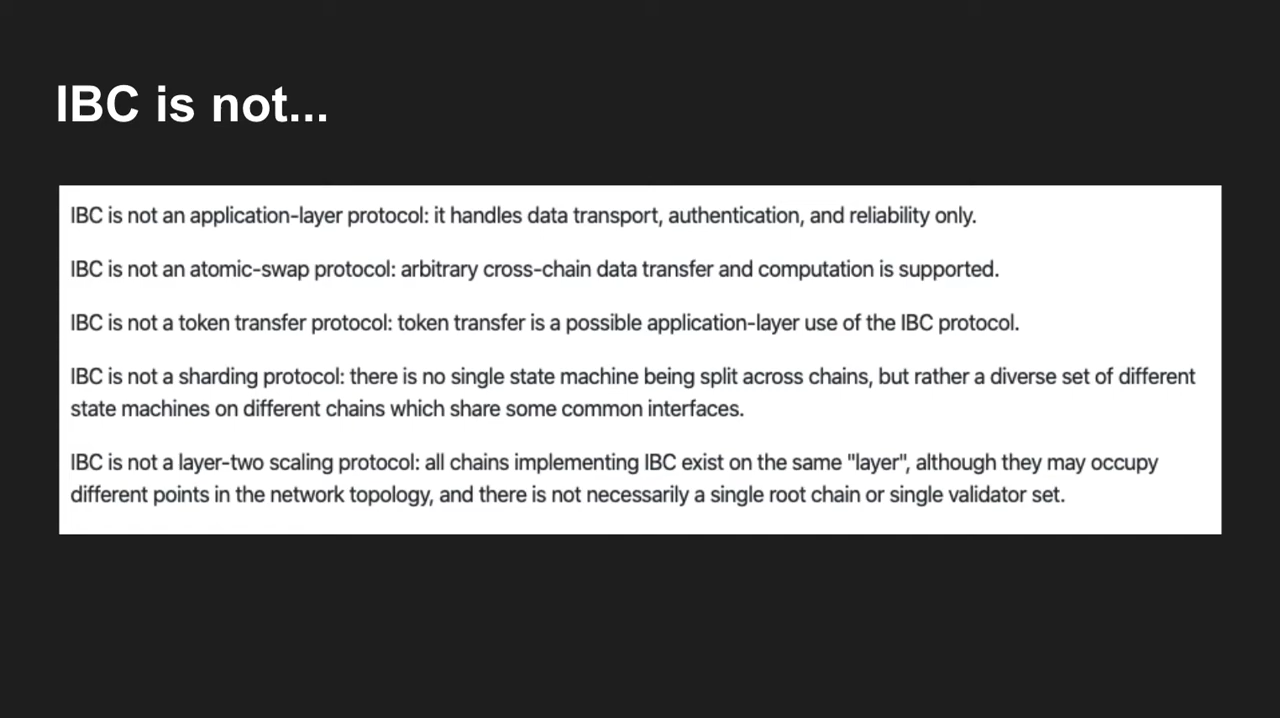 IBC is not...
IBC is not an application-layer protocol: it handles data transport, authentication, and reliability only.
IBC is not an atomic-swap protocol: arbitrary cross-chain data transfer and computation is supported.
IBC is not a token transfer protocol: token transfer is a possible application-layer use of the IBC protocol.
IBC is not a sharding protocol: there is no single state machine being split across chains, but rather a diverse set of different
state machines on different chains which share some common interfaces.
IBC is not a layer-two scaling protocol: all chains implementing IBC exist on the same "layer", although they may occupy
different points in the network topology, and there is not necessarily a single root chain or single validator set.